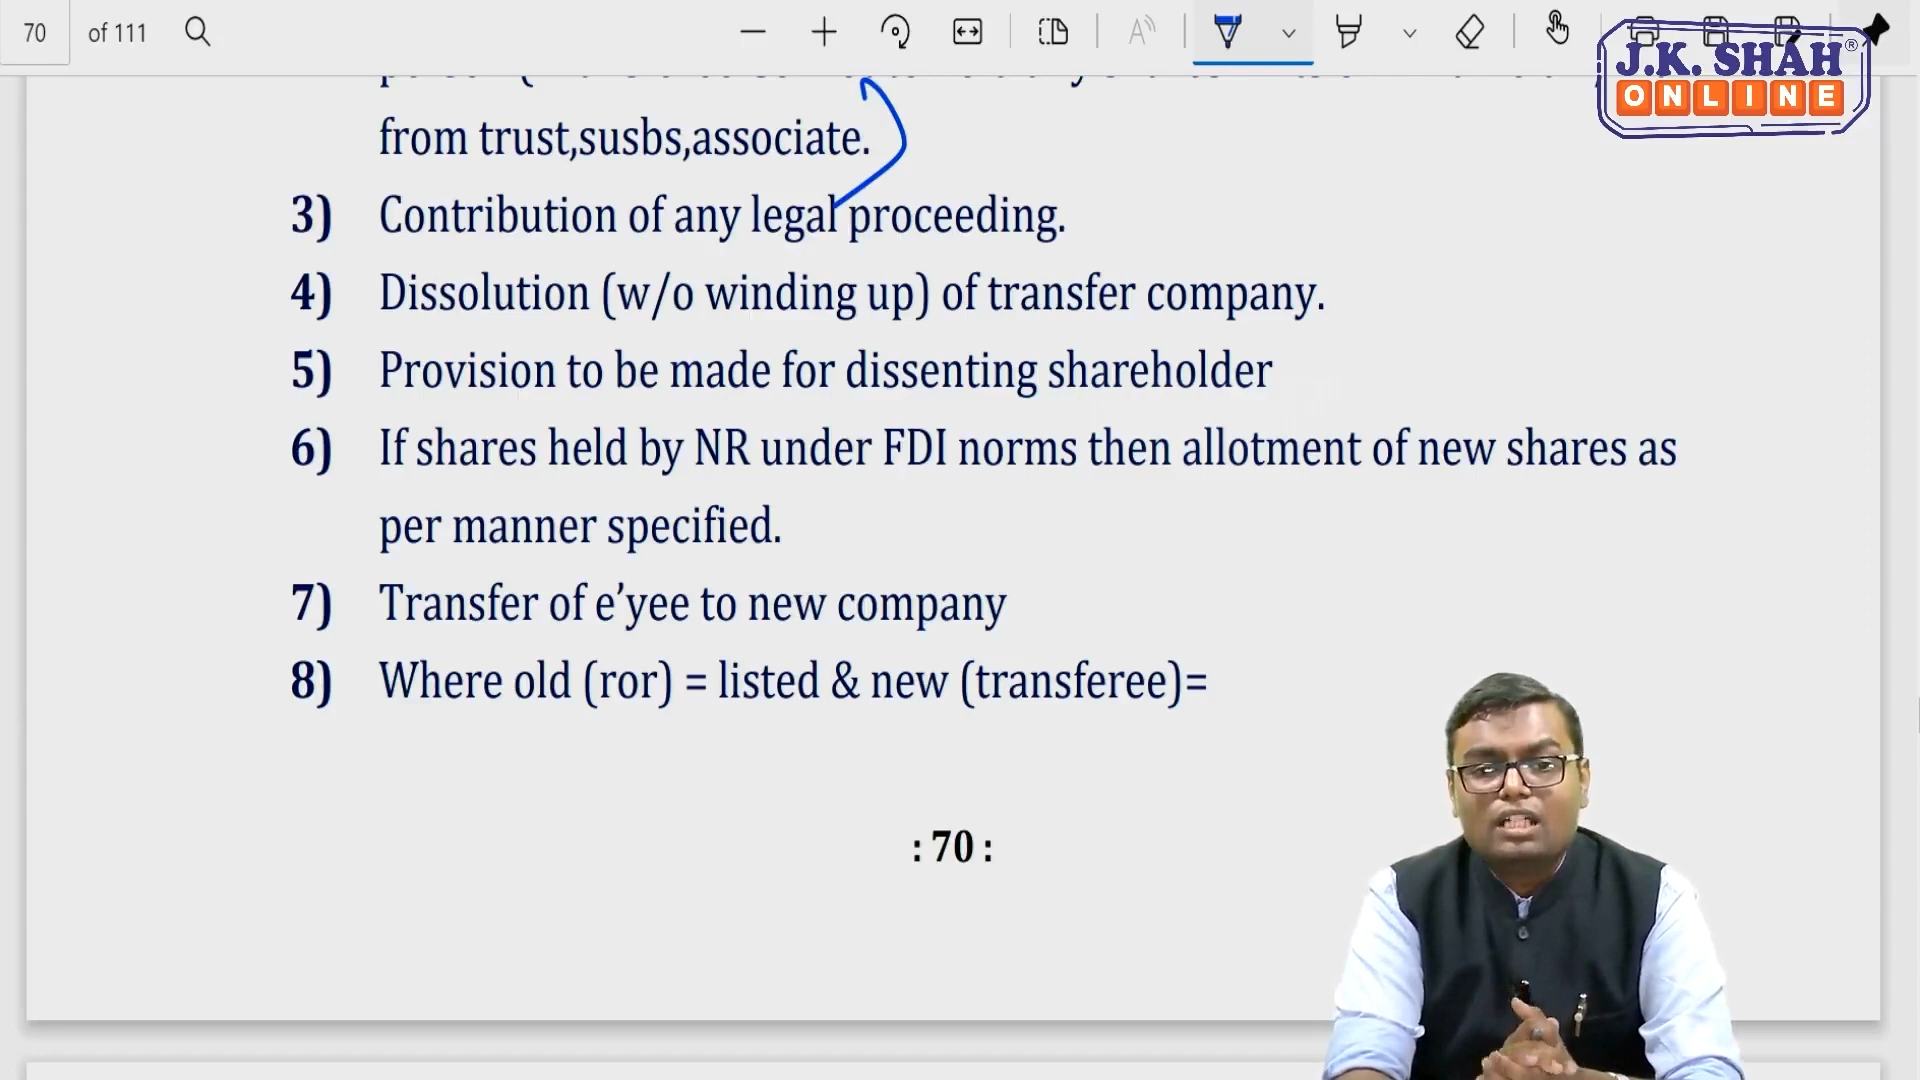 70 of 111
J.K. SHAH®
ONLINE
from trust,susbs,associate.
3) Contribution of any legal proceeding.
4) Dissolution (w/o winding up) of transfer company.
5) Provision to be made for dissenting shareholder
6) If shares held by NR under FDI norms then allotment of new shares as
per manner specified.
7) Transfer of e’yee to new company
8) Where old (ror) = listed & new (transferee)=
: 70 :